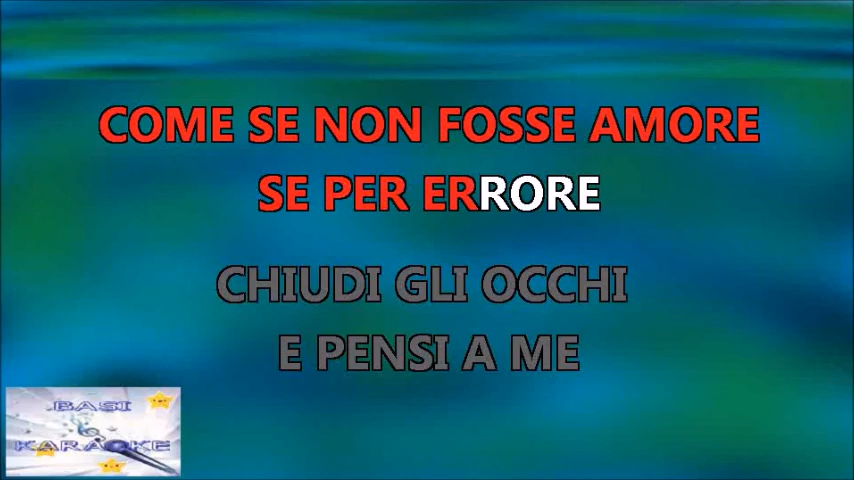 COME SE NON FOSSE AMORE
SE PER ERRORE
CHIUDI GLI OCCHI
E PENSI A ME
BASI
KARAOKE